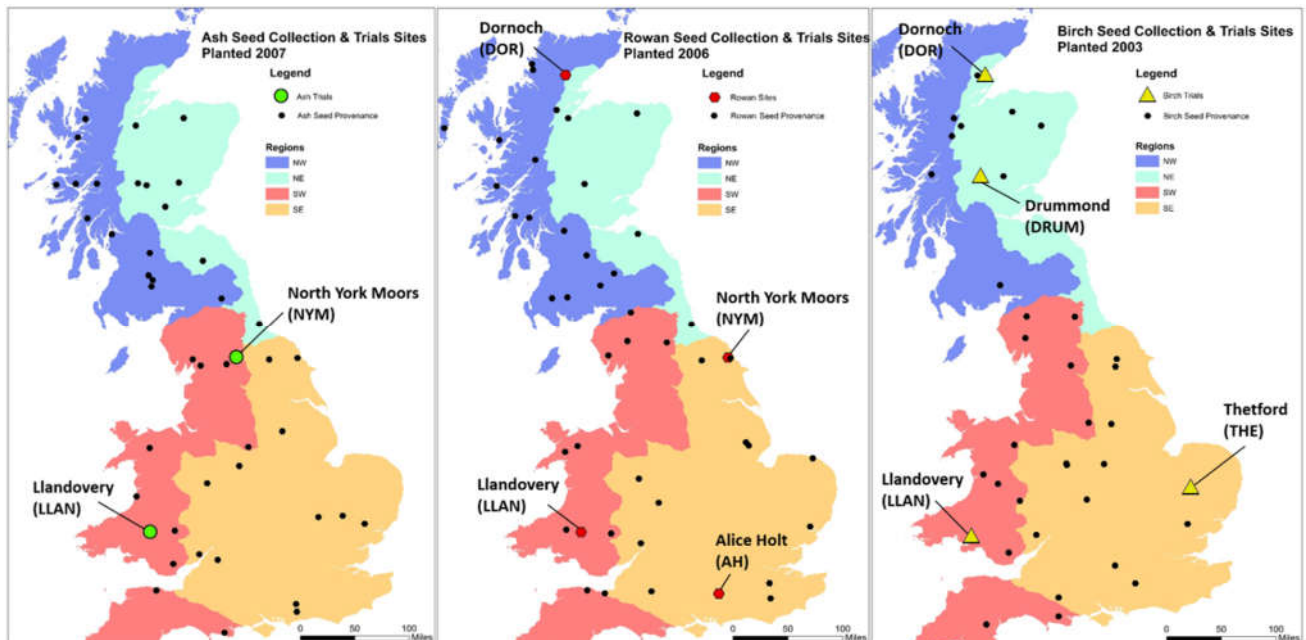 Ash Seed Collection & Trials Sites
Planted 2007
Legend
Ash Trials
Ash Seed Provenance
Regions
NW
NE
SW
SE
North York Moors
(NYM)
Llandovery
(LLAN)
0 50 100
Miles
Dornoch
(DOR)
Rowan Seed Collection & Trials Sites
Planted 2006
Legend
Rowan Sites
Rowan Seed Provenance
Regions
NW
NE
SW
SE
North York Moors
(NYM)
Llandovery
(LLAN)
Alice Holt
(AH)
0 50 100
Miles
Birch Seed Collection & Trials Sites
Planted 2003
Dornoch
(DOR)
Legend
Birch Trials
Birch Seed Provenance
Regions
NW
NE
SW
SE
Drummond
(DRUM)
Thetford
(THE)
Llandovery
(LLAN)
0 50 100
Miles